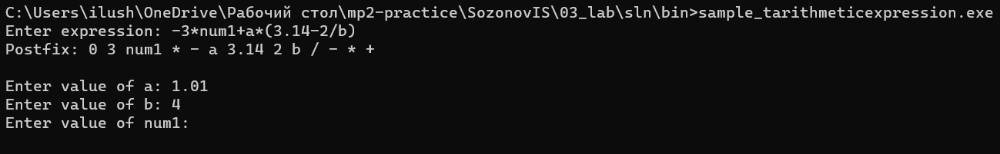 C:\Users\ilush\OneDrive\Рабочий стол\mp2-practice\SozonovIS\03_lab\sln\bin>sample_tarithmeticexpression.exe
Enter expression: -3*num1+a*(3.14-2/b)
Postfix: 0 3 num1 * - a 3.14 2 b / - * +
Enter value of a: 1.01
Enter value of b: 4
Enter value of num1: